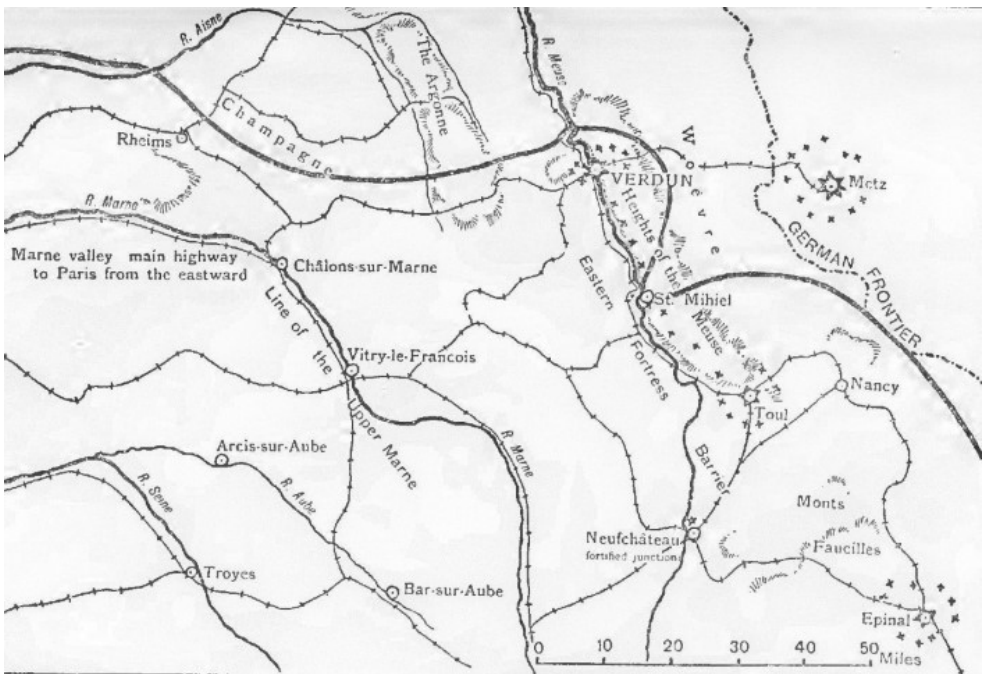 R. Aisne
The Argonne
R. Meuse
Champagne
Rheims
Woëvre
VERDUN
Metz
R. Marne
Heights of the Meuse
GERMAN FRONTIER
Marne valley main highway
to Paris from the eastward
Châlons-sur-Marne
Line of the Upper Marne
Eastern Fortress Barrier
St. Mihiel
Vitry-le-Francois
Nancy
Toul
Arcis-sur-Aube
R. Marne
R. Aube
R. Seine
Monts
Faucilles
Neufchâteau
fortified junction
Troyes
Bar-sur-Aube
Epinal
0 10 20 30 40 50
Miles